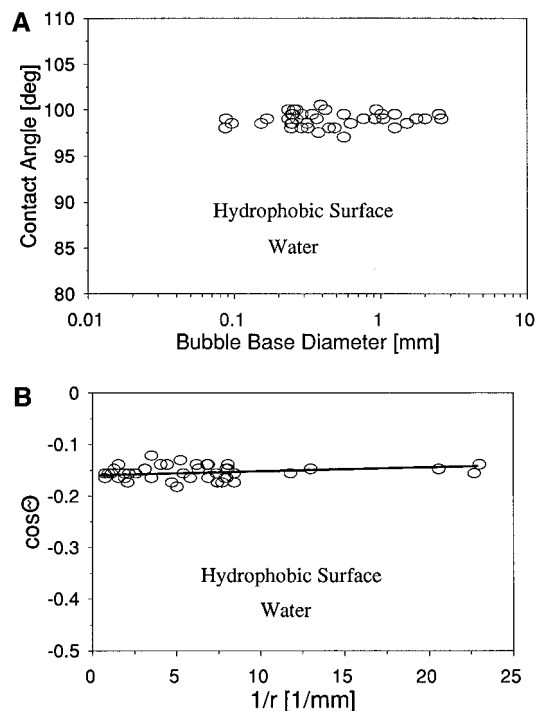 A
110
105
100
95
90
85
80
Contact Angle [deg]
Hydrophobic Surface
Water
0.01
0.1
1
10
Bubble Base Diameter [mm]
B
0
-0.1
-0.2
-0.3
-0.4
-0.5
cosΘ
Hydrophobic Surface
Water
0
5
10
15
20
25
1/r [1/mm]